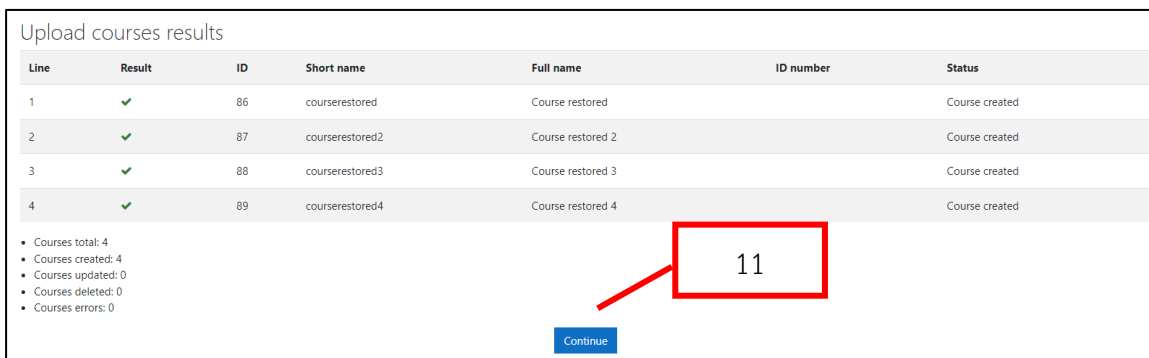 Upload courses results
Line Result ID Short name Full name ID number Status
1 86 courserestored Course restored Course created
2 87 courserestored2 Course restored 2 Course created
3 88 courserestored3 Course restored 3 Course created
4 89 courserestored4 Course restored 4 Course created
Courses total: 4
Courses created: 4
Courses updated: 0
Courses deleted: 0
Courses errors: 0
11
Continue